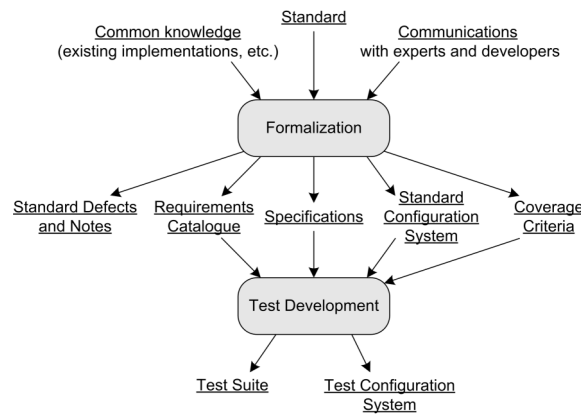 Standard
Common knowledge
(existing implementations, etc.)
Communications
with experts and developers
Formalization
Standard Defects
and Notes
Requirements
Catalogue
Specifications
Standard
Configuration
System
Coverage
Criteria
Test Development
Test Suite
Test Configuration
System